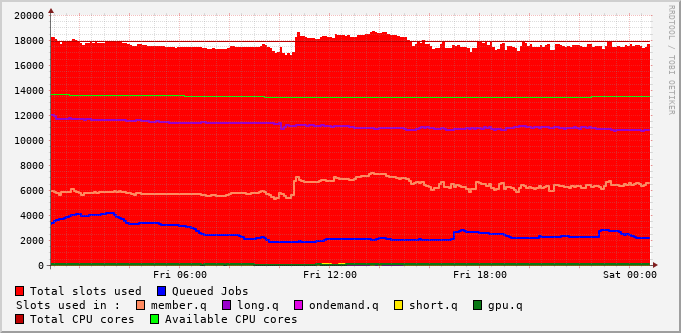 20000
18000
16000
14000
12000
10000
8000
6000
4000
2000
0
Fri 06:00 Fri 12:00 Fri 18:00 Sat 00:00
Total slots used Queued Jobs
Slots used in : member.q long.q ondemand.q short.q gpu.q
Total CPU cores Available CPU cores
RRDTOOL / TOBI OETIKER